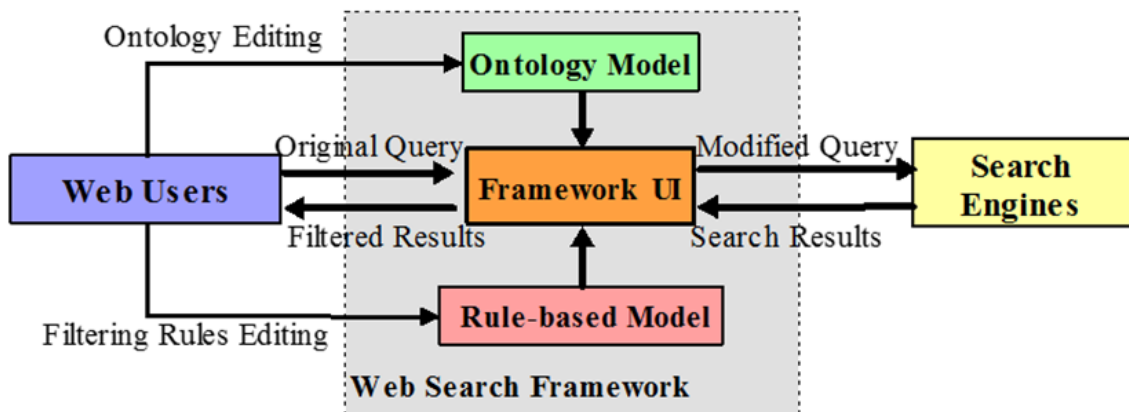 Ontology Editing
Ontology Model
Original Query
Modified Query
Web Users
Framework UI
Search
Engines
Filtered Results
Search Results
Rule-based Model
Filtering Rules Editing
Web Search Framework